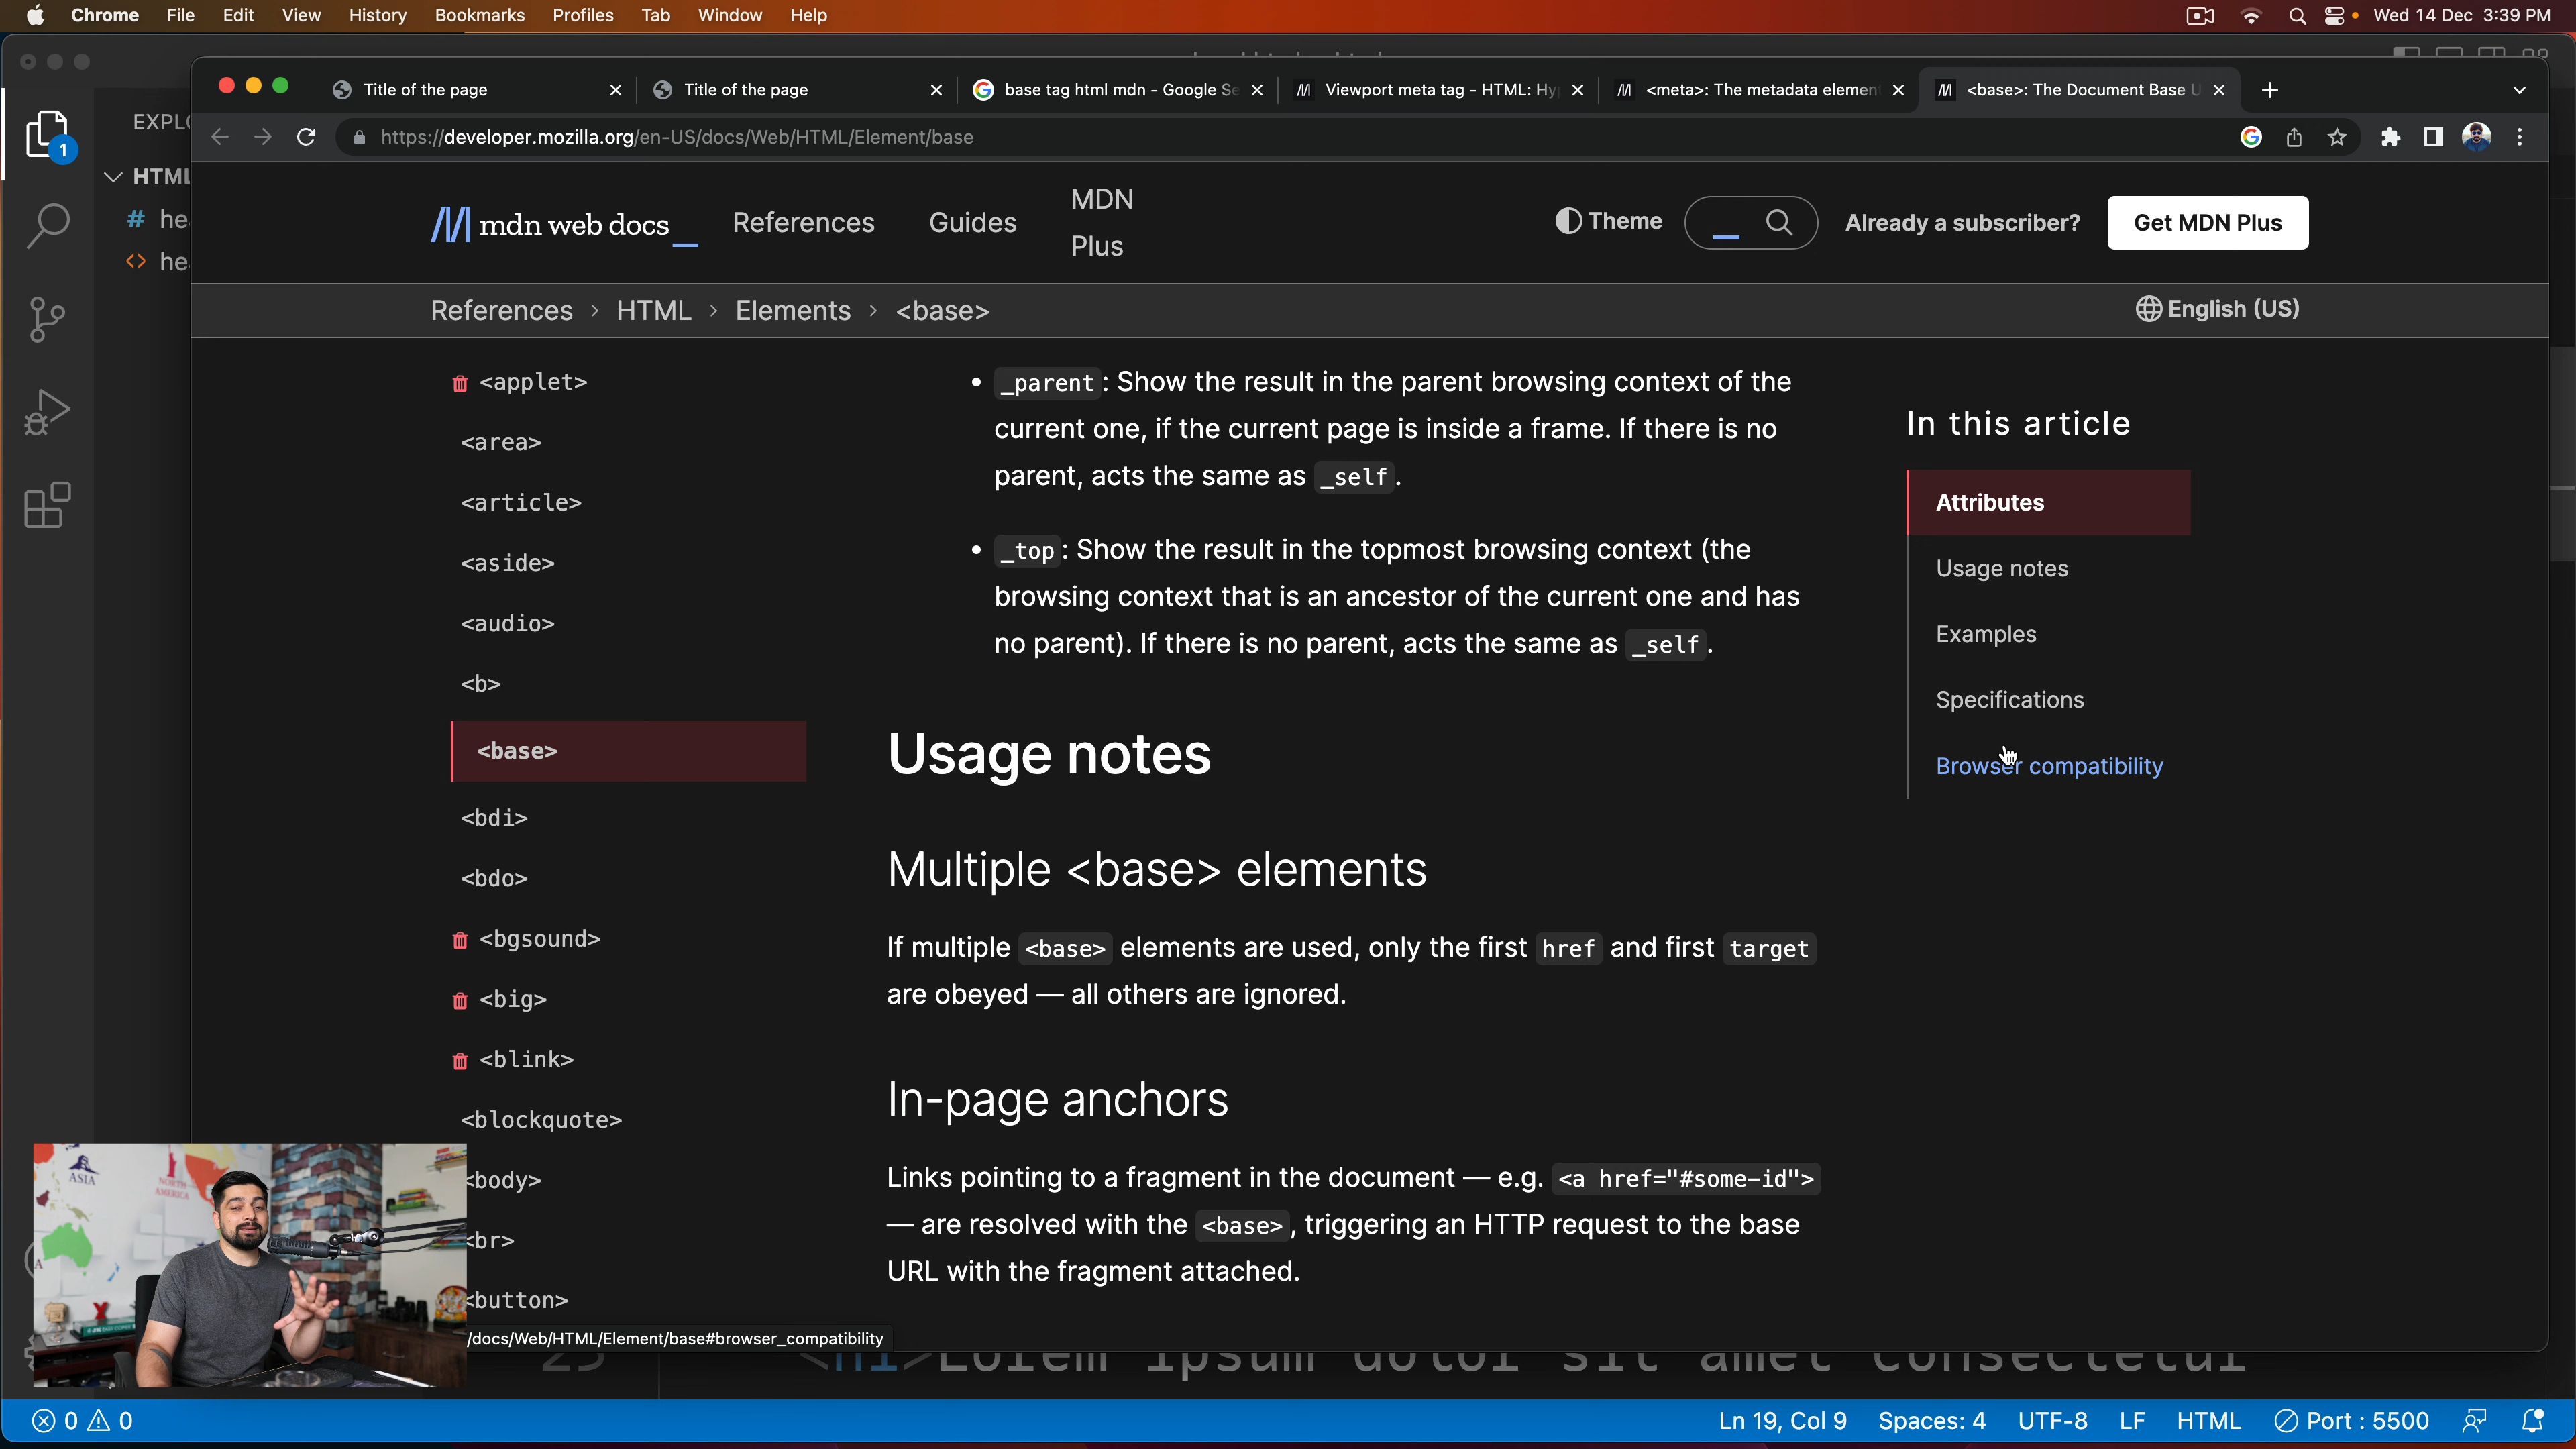 Chrome File Edit View History Bookmarks Profiles Tab Window Help
Wed 14 Dec 3:39 PM
Title of the page
Title of the page
base tag html mdn - Google Se
Viewport meta tag - HTML: Hy
<meta>: The metadata elemen
<base>: The Document Base U
https://developer.mozilla.org/en-US/docs/Web/HTML/Element/base
1
HTML
# he
<> he
mdn web docs_
References
Guides
MDN
Plus
Theme
Already a subscriber?
Get MDN Plus
References > HTML > Elements > <base>
English (US)
<applet>
<area>
<article>
<aside>
<audio>
<b>
<base>
<bdi>
<bdo>
<bgsound>
<big>
<blink>
<blockquote>
<body>
<br>
<button>
• _parent: Show the result in the parent browsing context of the
current one, if the current page is inside a frame. If there is no
parent, acts the same as _self.
• _top: Show the result in the topmost browsing context (the
browsing context that is an ancestor of the current one and has
no parent). If there is no parent, acts the same as _self.
Usage notes
Multiple <base> elements
If multiple <base> elements are used, only the first href and first target
are obeyed — all others are ignored.
In-page anchors
Links pointing to a fragment in the document — e.g. <a href="#some-id">
— are resolved with the <base>, triggering an HTTP request to the base
URL with the fragment attached.
In this article
Attributes
Usage notes
Examples
Specifications
Browser compatibility
ASIA
NORTH
AMERICA
/docs/Web/HTML/Element/base#browser_compatibility
0 0
Ln 19, Col 9 Spaces: 4 UTF-8 LF HTML Port : 5500